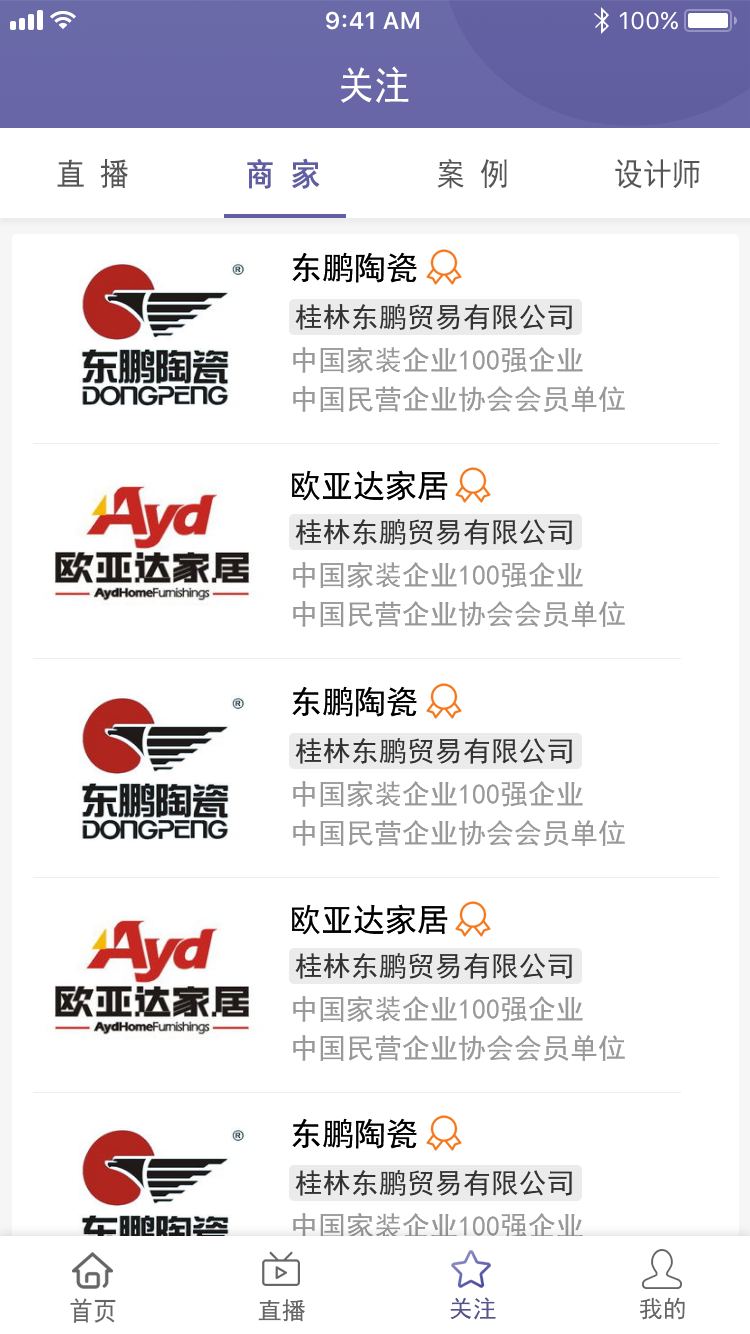 9:41 AM
100%
关注
直 播
商 家
案 例
设计师
®
东鹏陶瓷
DONGPENG
东鹏陶瓷
桂林东鹏贸易有限公司
中国家装企业100强企业
中国民营企业协会会员单位
Ayd
欧亚达家居
AydHomeFurnishings
欧亚达家居
桂林东鹏贸易有限公司
中国家装企业100强企业
中国民营企业协会会员单位
®
东鹏陶瓷
DONGPENG
东鹏陶瓷
桂林东鹏贸易有限公司
中国家装企业100强企业
中国民营企业协会会员单位
Ayd
欧亚达家居
AydHomeFurnishings
欧亚达家居
桂林东鹏贸易有限公司
中国家装企业100强企业
中国民营企业协会会员单位
®
东鹏陶瓷
东鹏陶瓷
桂林东鹏贸易有限公司
中国家装企业100强企业
首页
直播
关注
我的